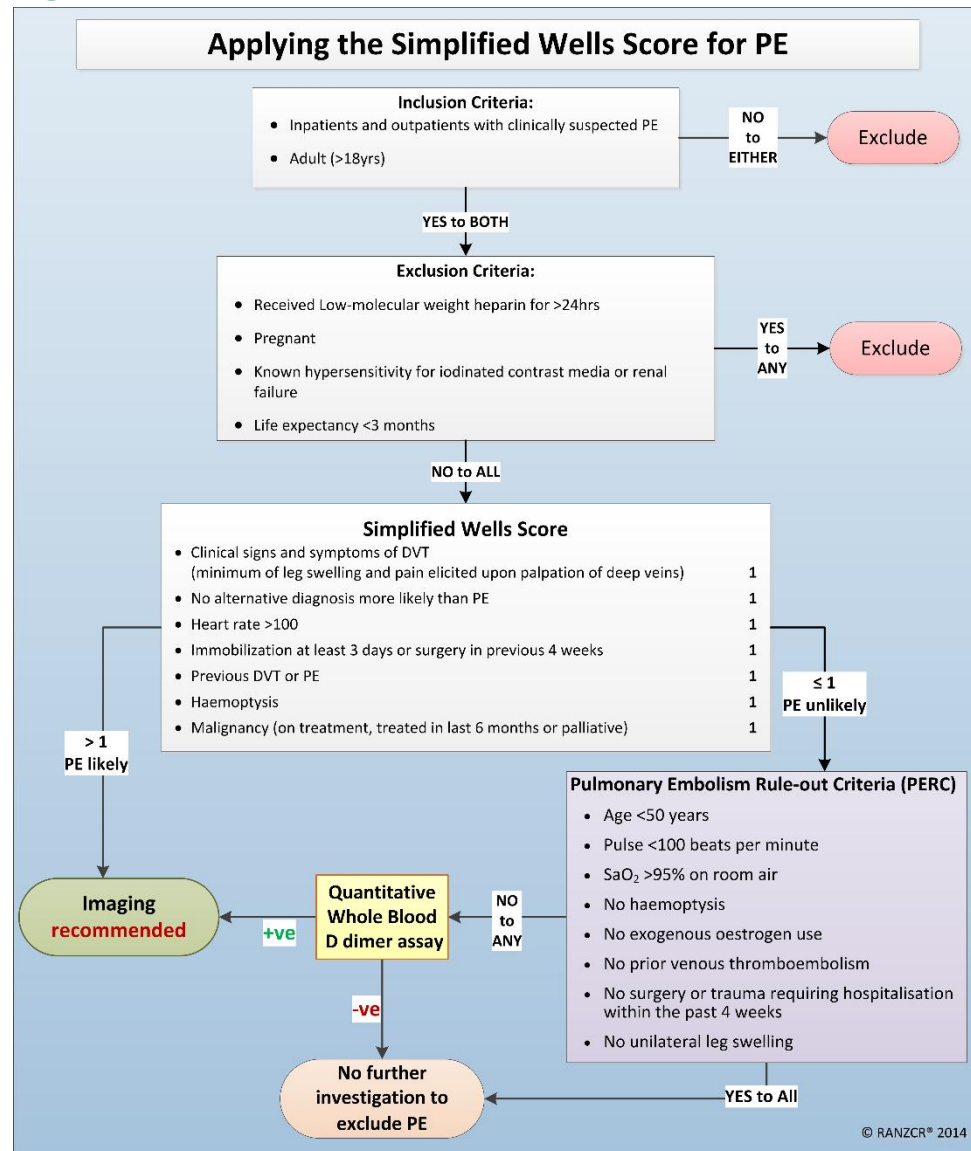 Applying the Simplified Wells Score for PE
Inclusion Criteria:
• Inpatients and outpatients with clinically suspected PE
• Adult (>18yrs)
NO
to
EITHER
Exclude
YES to BOTH
Exclusion Criteria:
• Received Low-molecular weight heparin for >24hrs
• Pregnant
• Known hypersensitivity for iodinated contrast media or renal
failure
• Life expectancy <3 months
YES
to
ANY
Exclude
NO to ALL
Simplified Wells Score
• Clinical signs and symptoms of DVT
(minimum of leg swelling and pain elicited upon palpation of deep veins) 1
• No alternative diagnosis more likely than PE 1
• Heart rate >100 1
• Immobilization at least 3 days or surgery in previous 4 weeks 1
• Previous DVT or PE 1
• Haemoptysis 1
• Malignancy (on treatment, treated in last 6 months or palliative) 1
> 1
PE likely
≤ 1
PE unlikely
Pulmonary Embolism Rule-out Criteria (PERC)
• Age <50 years
• Pulse <100 beats per minute
• SaO₂ >95% on room air
• No haemoptysis
• No exogenous oestrogen use
• No prior venous thromboembolism
• No surgery or trauma requiring hospitalisation
within the past 4 weeks
• No unilateral leg swelling
NO
to
ANY
Quantitative
Whole Blood
D dimer assay
+ve
Imaging
recommended
-ve
YES to All
No further
investigation to
exclude PE
© RANZCR® 2014